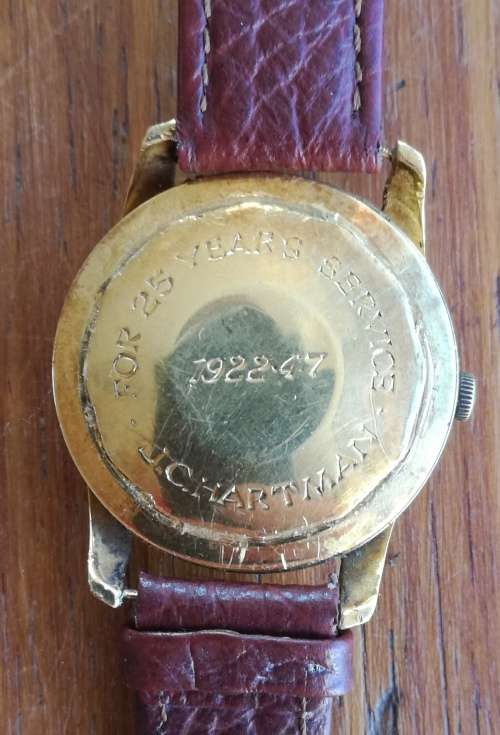 · FOR 25 YEARS SERVICE ·
1922-47
J.C.HARTMAN